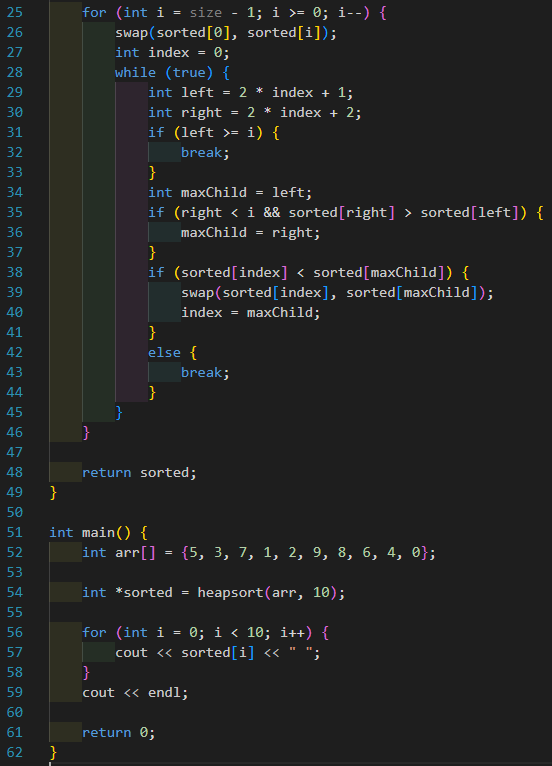 25 for (int i = size - 1; i >= 0; i--) {
26 swap(sorted[0], sorted[i]);
27 int index = 0;
28 while (true) {
29 int left = 2 * index + 1;
30 int right = 2 * index + 2;
31 if (left >= i) {
32 break;
33 }
34 int maxChild = left;
35 if (right < i && sorted[right] > sorted[left]) {
36 maxChild = right;
37 }
38 if (sorted[index] < sorted[maxChild]) {
39 swap(sorted[index], sorted[maxChild]);
40 index = maxChild;
41 }
42 else {
43 break;
44 }
45 }
46 }
47
48 return sorted;
49 }
50
51 int main() {
52 int arr[] = {5, 3, 7, 1, 2, 9, 8, 6, 4, 0};
53
54 int *sorted = heapsort(arr, 10);
55
56 for (int i = 0; i < 10; i++) {
57 cout << sorted[i] << " ";
58 }
59 cout << endl;
60
61 return 0;
62 }